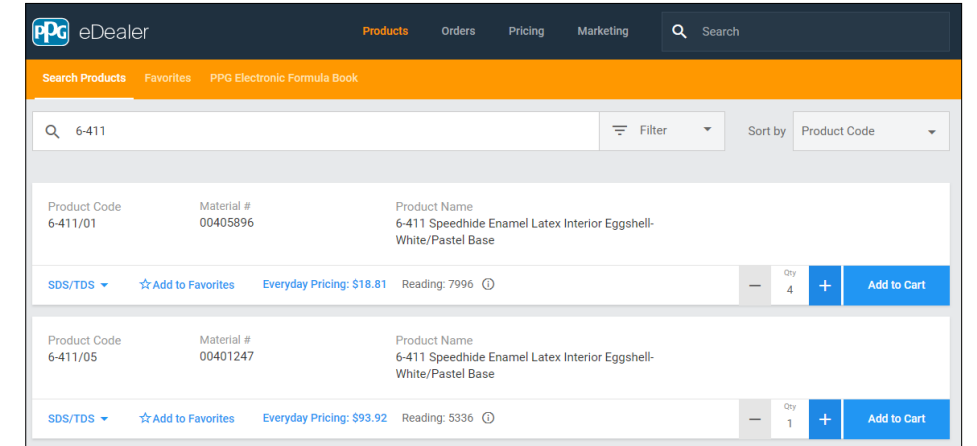 PPG eDealer Products Orders Pricing Marketing Search
Search Products Favorites PPG Electronic Formula Book
6-411 Filter Sort by Product Code
Product Code Material # Product Name
6-411/01 00405896 6-411 Speedhide Enamel Latex Interior Eggshell-
White/Pastel Base
SDS/TDS Add to Favorites Everyday Pricing: $18.81 Reading: 7996 Qty 4 Add to Cart
Product Code Material # Product Name
6-411/05 00401247 6-411 Speedhide Enamel Latex Interior Eggshell-
White/Pastel Base
SDS/TDS Add to Favorites Everyday Pricing: $93.92 Reading: 5336 Qty 1 Add to Cart